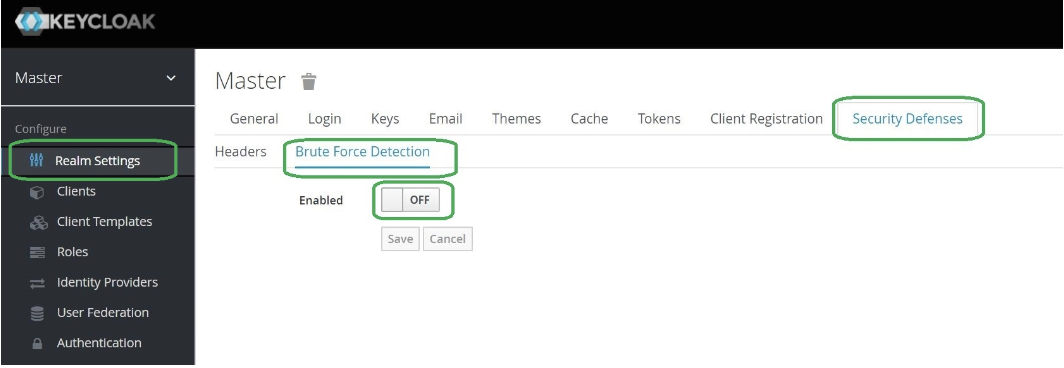 KEYCLOAK
Master
Configure
Realm Settings
Clients
Client Templates
Roles
Identity Providers
User Federation
Authentication
Master
General Login Keys Email Themes Cache Tokens Client Registration Security Defenses
Headers Brute Force Detection
Enabled OFF
Save Cancel